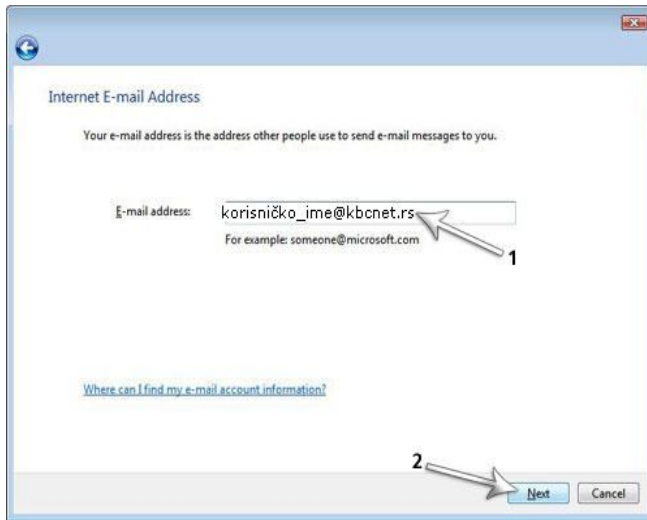 Internet E-mail Address
Your e-mail address is the address other people use to send e-mail messages to you.
E-mail address: korisničko_ime@kbcnet.rs
For example: someone@microsoft.com
1
Where can I find my e-mail account information?
2
Next Cancel